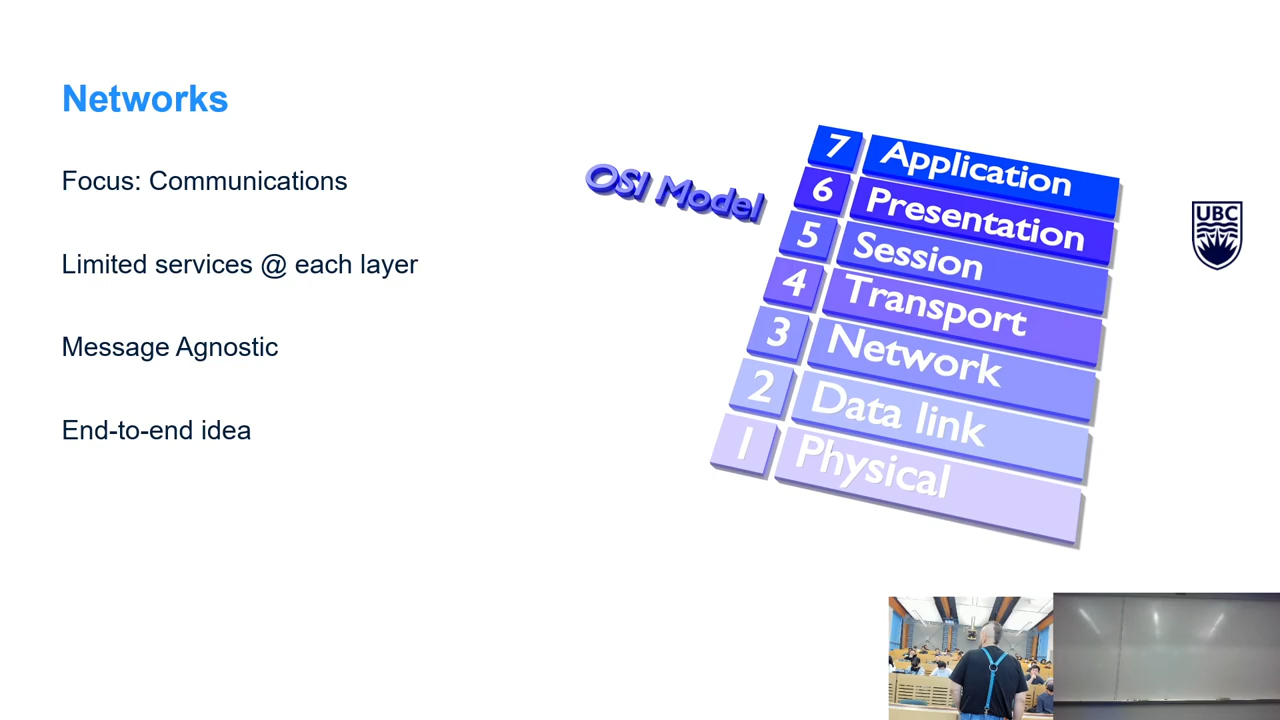 Networks
Focus: Communications
Limited services @ each layer
Message Agnostic
End-to-end idea
OSI Model
7 Application
6 Presentation
5 Session
4 Transport
3 Network
2 Data link
1 Physical
UBC